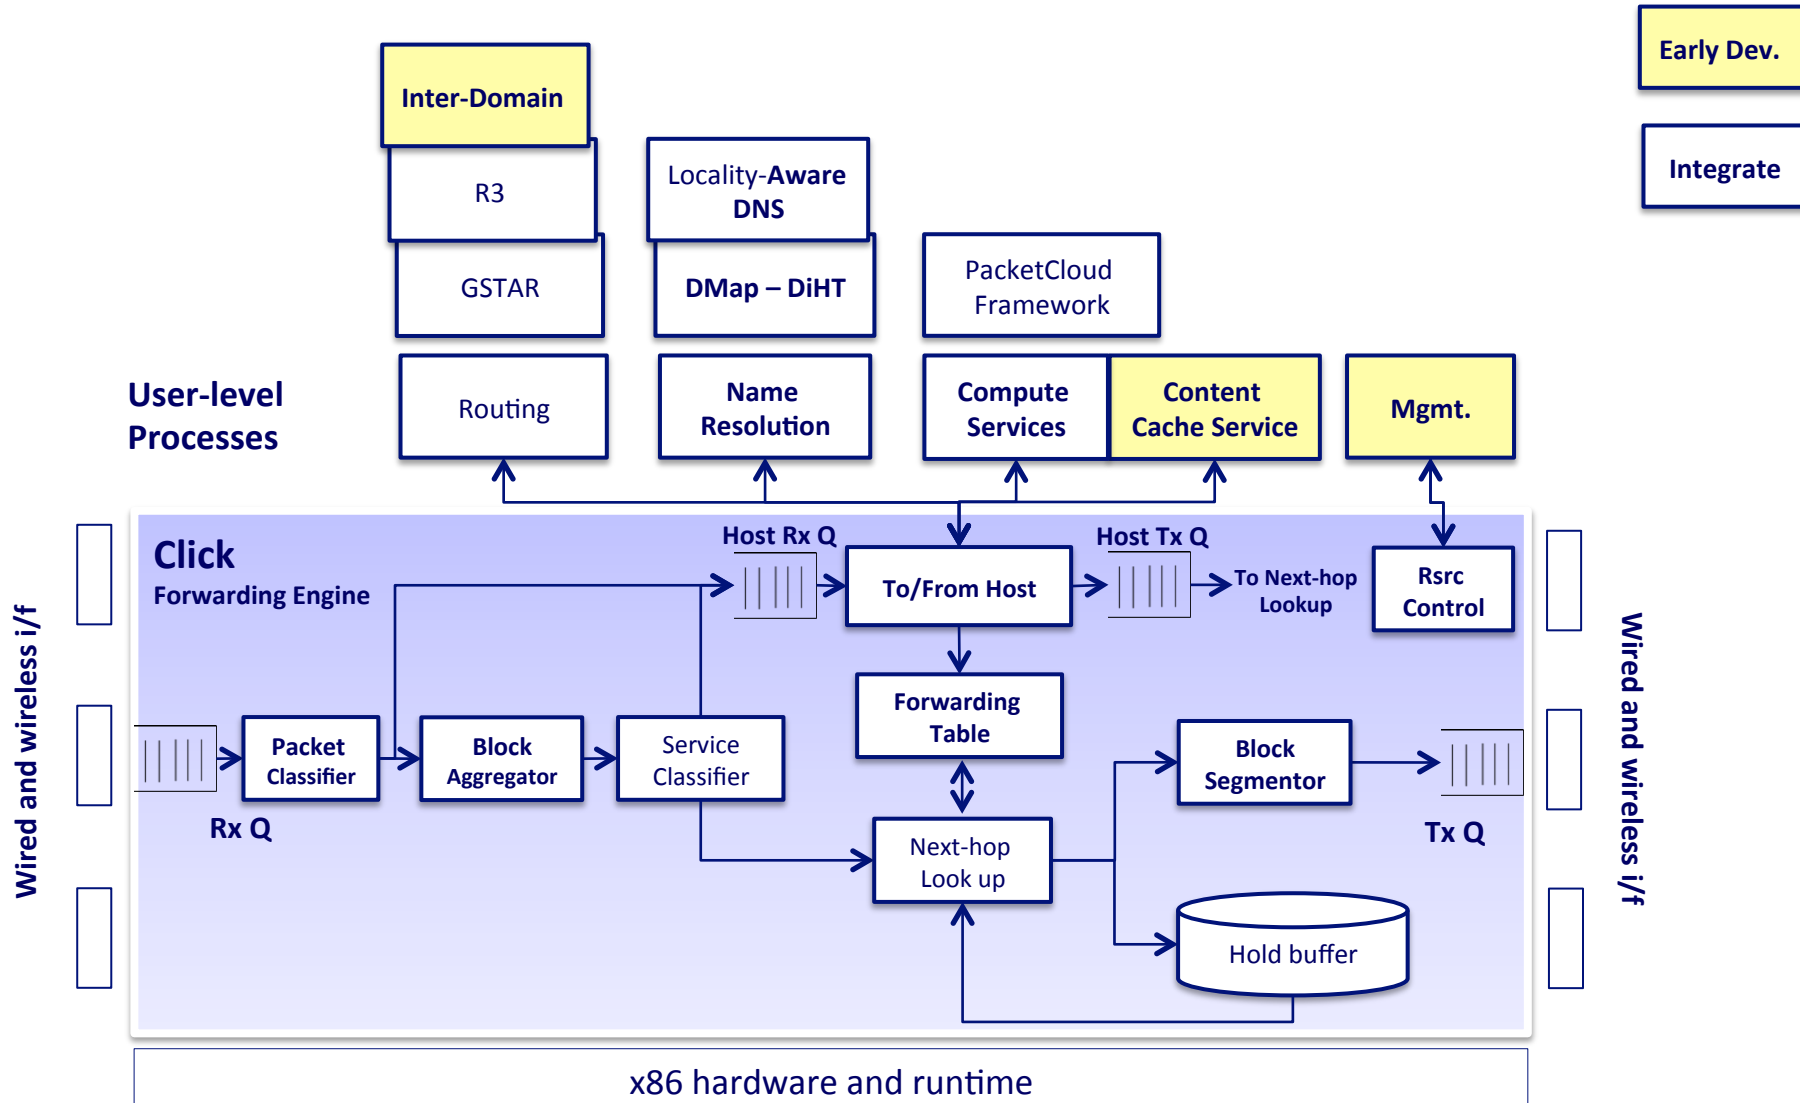 Early Dev.
Integrate
Inter-Domain
R3
GSTAR
Routing
Locality-Aware
DNS
DMap – DiHT
Name
Resolution
PacketCloud
Framework
Compute
Services
Content
Cache Service
Mgmt.
User-level
Processes
Click
Forwarding Engine
Host Rx Q
To/From Host
Host Tx Q
To Next-hop
Lookup
Rsrc
Control
Forwarding
Table
Packet
Classifier
Block
Aggregator
Service
Classifier
Block
Segmentor
Rx Q
Tx Q
Next-hop
Look up
Hold buffer
Wired and wireless i/f
Wired and wireless i/f
x86 hardware and runtime